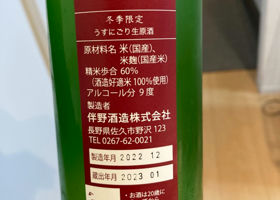 冬季限定
うすにごり生原酒
原材料名 米(国産)、
米麹(国産米)
精米歩合 60%
(酒造好適米100%使用)
アルコール分 9度
製造者
伴野酒造株式会社
長野県佐久市野沢123
TEL 0267-62-0021
製造年月 2022. 12
蔵出年月 2023 01
・お酒は20歳に